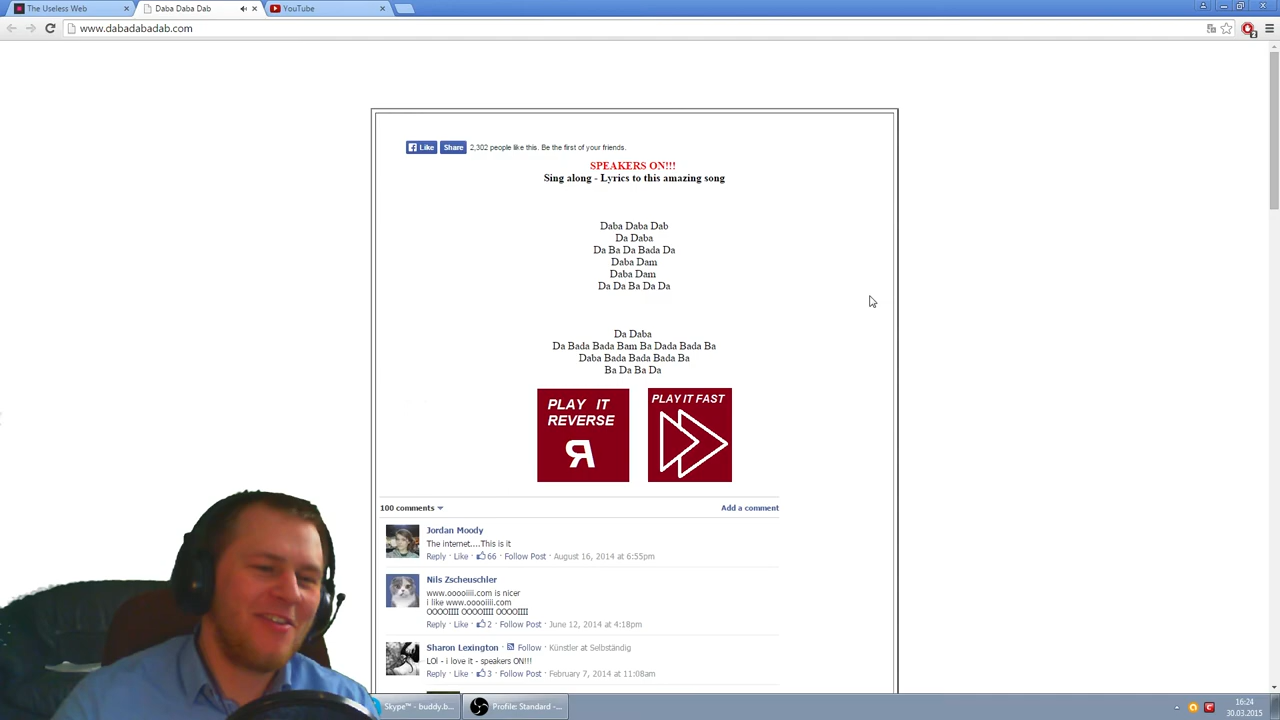 The Useless Web
Daba Daba Dab
YouTube
www.dabadabadab.com
Like Share 2,302 people like this. Be the first of your friends.
SPEAKERS ON!!!
Sing along - Lyrics to this amazing song
Daba Daba Dab
Da Daba
Da Ba Da Bada Da
Daba Dam
Daba Dam
Da Da Ba Da Da
Da Daba
Da Bada Bada Bam Ba Dada Bada Ba
Daba Bada Bada Bada Ba
Ba Da Ba Da
PLAY IT REVERSE
PLAY IT FAST
100 comments Add a comment
Jordan Moody
The internet....This is it
Reply · Like · 66 · Follow Post · August 16, 2014 at 6:55pm
Nils Zscheuschler
www.ooooiiii.com is nicer
i like www.ooooiiii.com
OOOOIIII OOOOIIII OOOOIIII
Reply · Like · 2 · Follow Post · June 12, 2014 at 4:18pm
Sharon Lexington · Follow · Künstler at Selbständig
LOl - i love it - speakers ON!!!
Reply · Like · 3 · Follow Post · February 7, 2014 at 11:08am
Skype™ - buddy.b...
Profile: Standard -...
16:24
30.03.2015